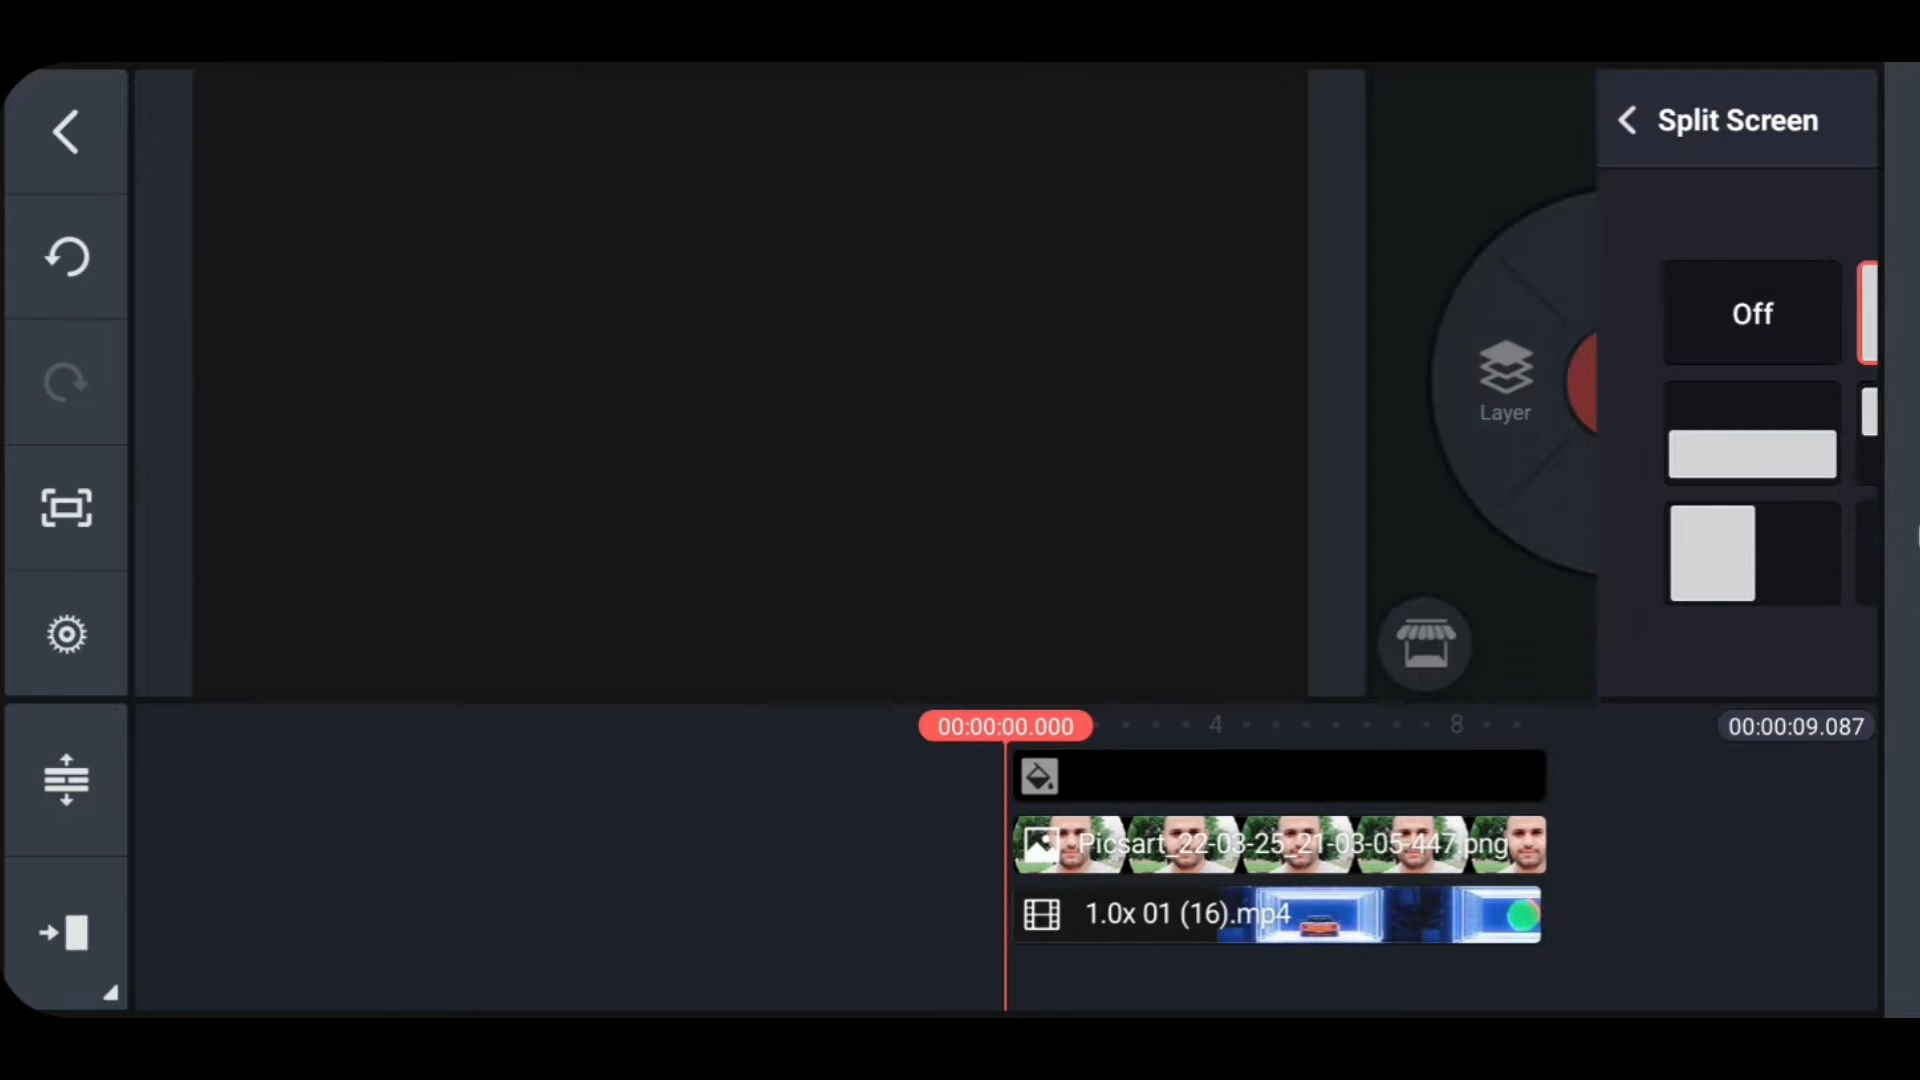 Split Screen
Off
Layer
00:00:00.000
4
8
00:00:09.087
Picsart_22-03-25_21-03-05-447.png
1.0x 01 (16).mp4